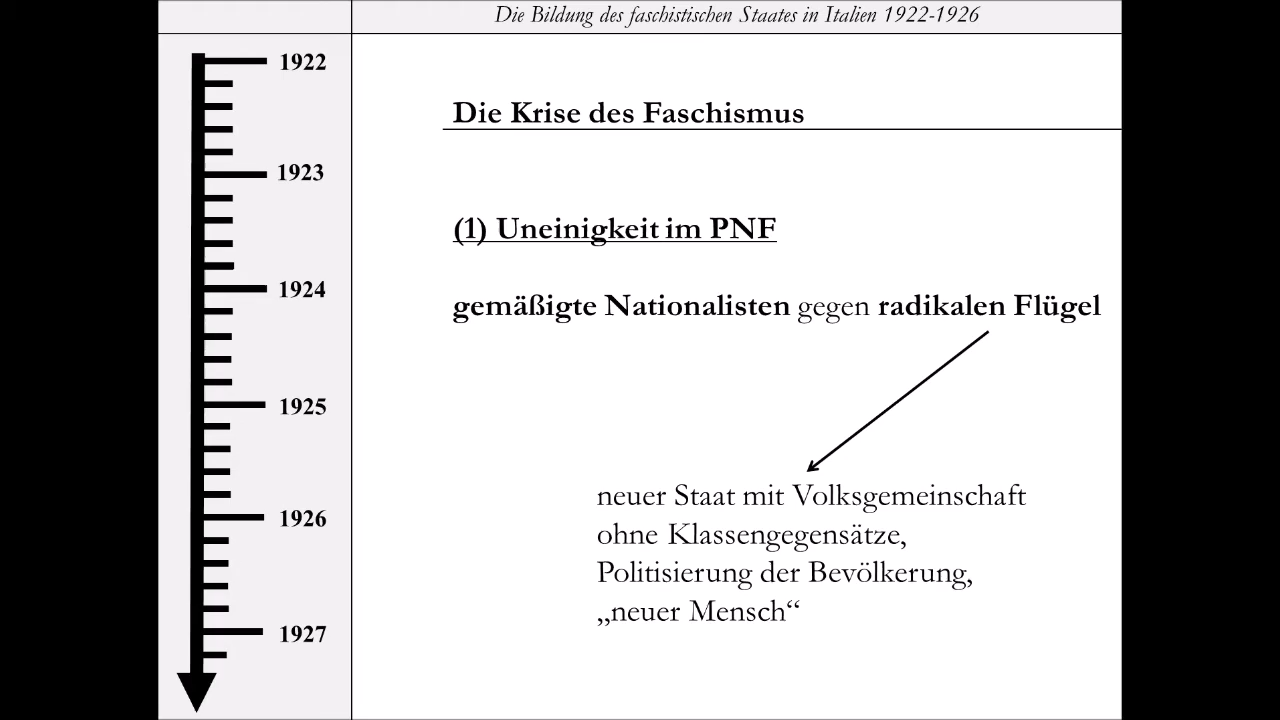 Die Bildung des faschistischen Staates in Italien 1922-1926
1922
1923
1924
1925
1926
1927
Die Krise des Faschismus
(1) Uneinigkeit im PNF
gemäßigte Nationalisten gegen radikalen Flügel
neuer Staat mit Volksgemeinschaft
ohne Klassengegensätze,
Politisierung der Bevölkerung,
„neuer Mensch“